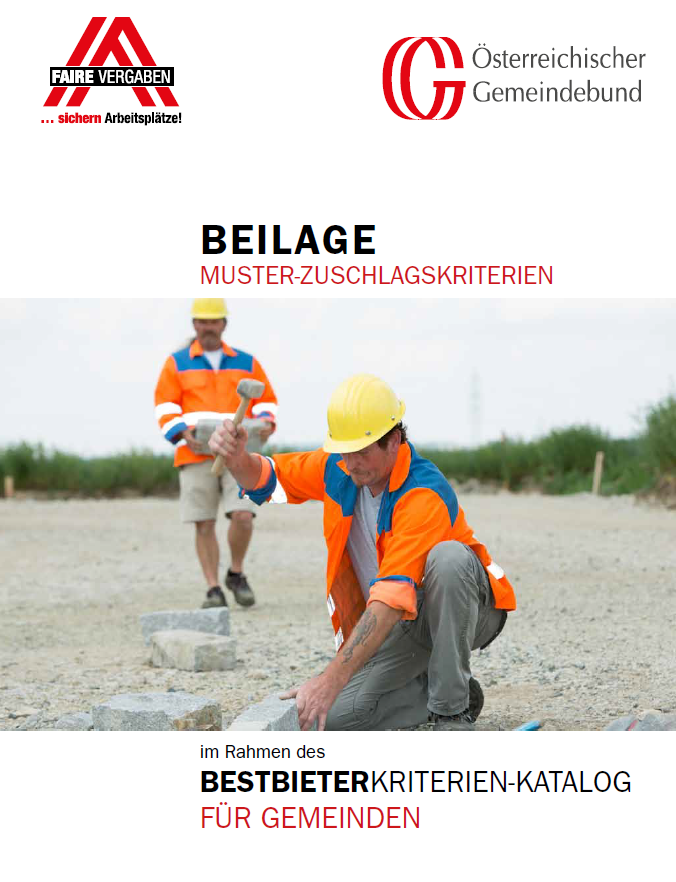 FAIRE VERGABEN
... sichern Arbeitsplätze!
Österreichischer
Gemeindebund
BEILAGE
MUSTER-ZUSCHLAGSKRITERIEN
im Rahmen des
BESTBIETERKRITERIEN-KATALOG
FÜR GEMEINDEN